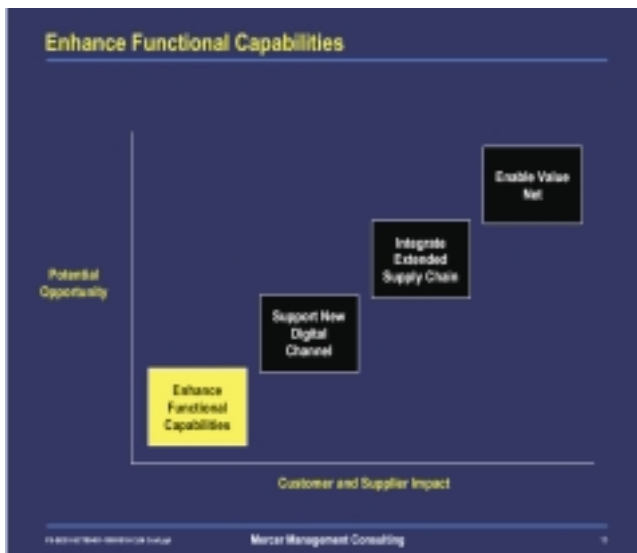 Enhance Functional Capabilities
Enable Value
Net
Integrate
Extended
Supply Chain
Potential
Opportunity
Support New
Digital
Channel
Enhance
Functional
Capabilities
Customer and Supplier Impact
Mercer Management Consulting